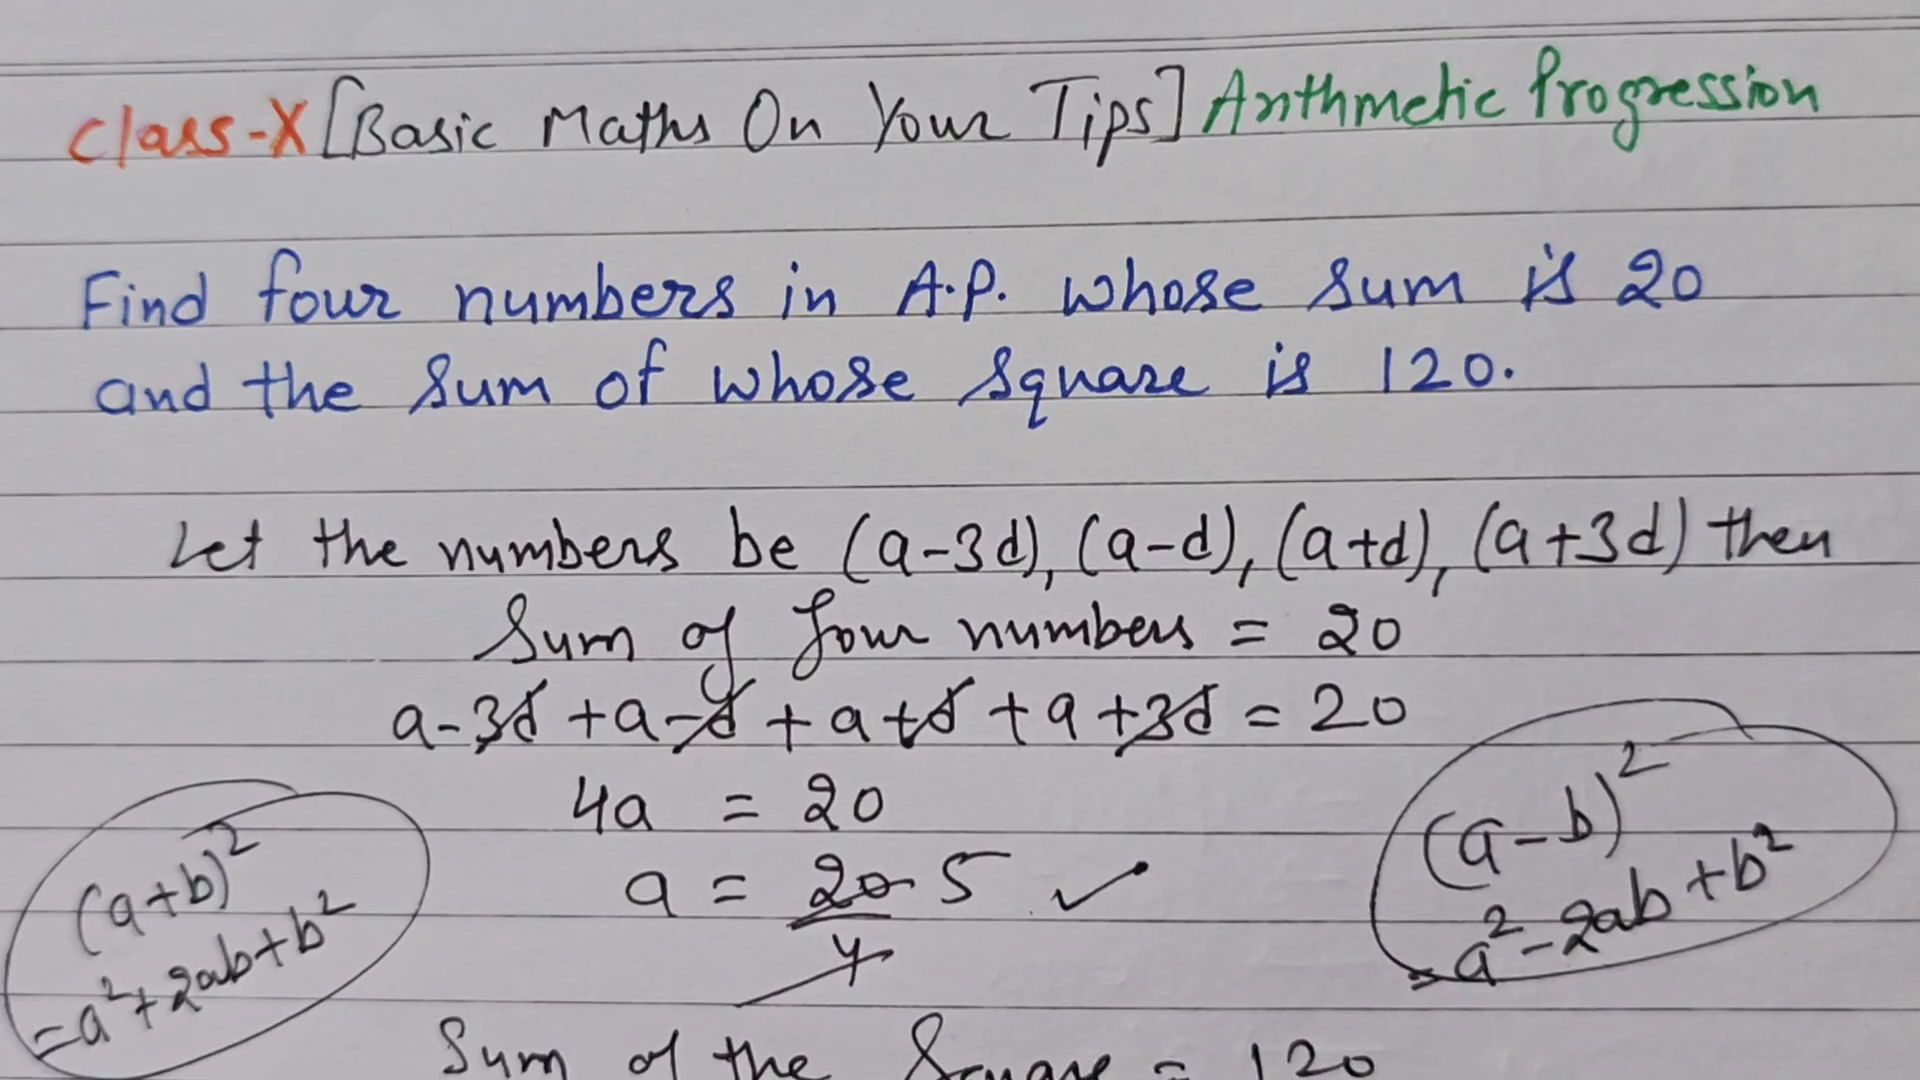 Class-X [Basic Maths On Your Tips] Arithmetic Progression
Find four numbers in A.P. whose sum is 20
and the sum of whose square is 120.
Let the numbers be (a-3d), (a-d), (a+d), (a+3d) then
Sum of four numbers = 20
a-3d + a-d + a+d + a+3d = 20
4a = 20
a = 20/4 5 ✓
(a+b)²
= a² + 2ab + b²
(a-b)²
= a² - 2ab + b²
Sum of the Square = 120